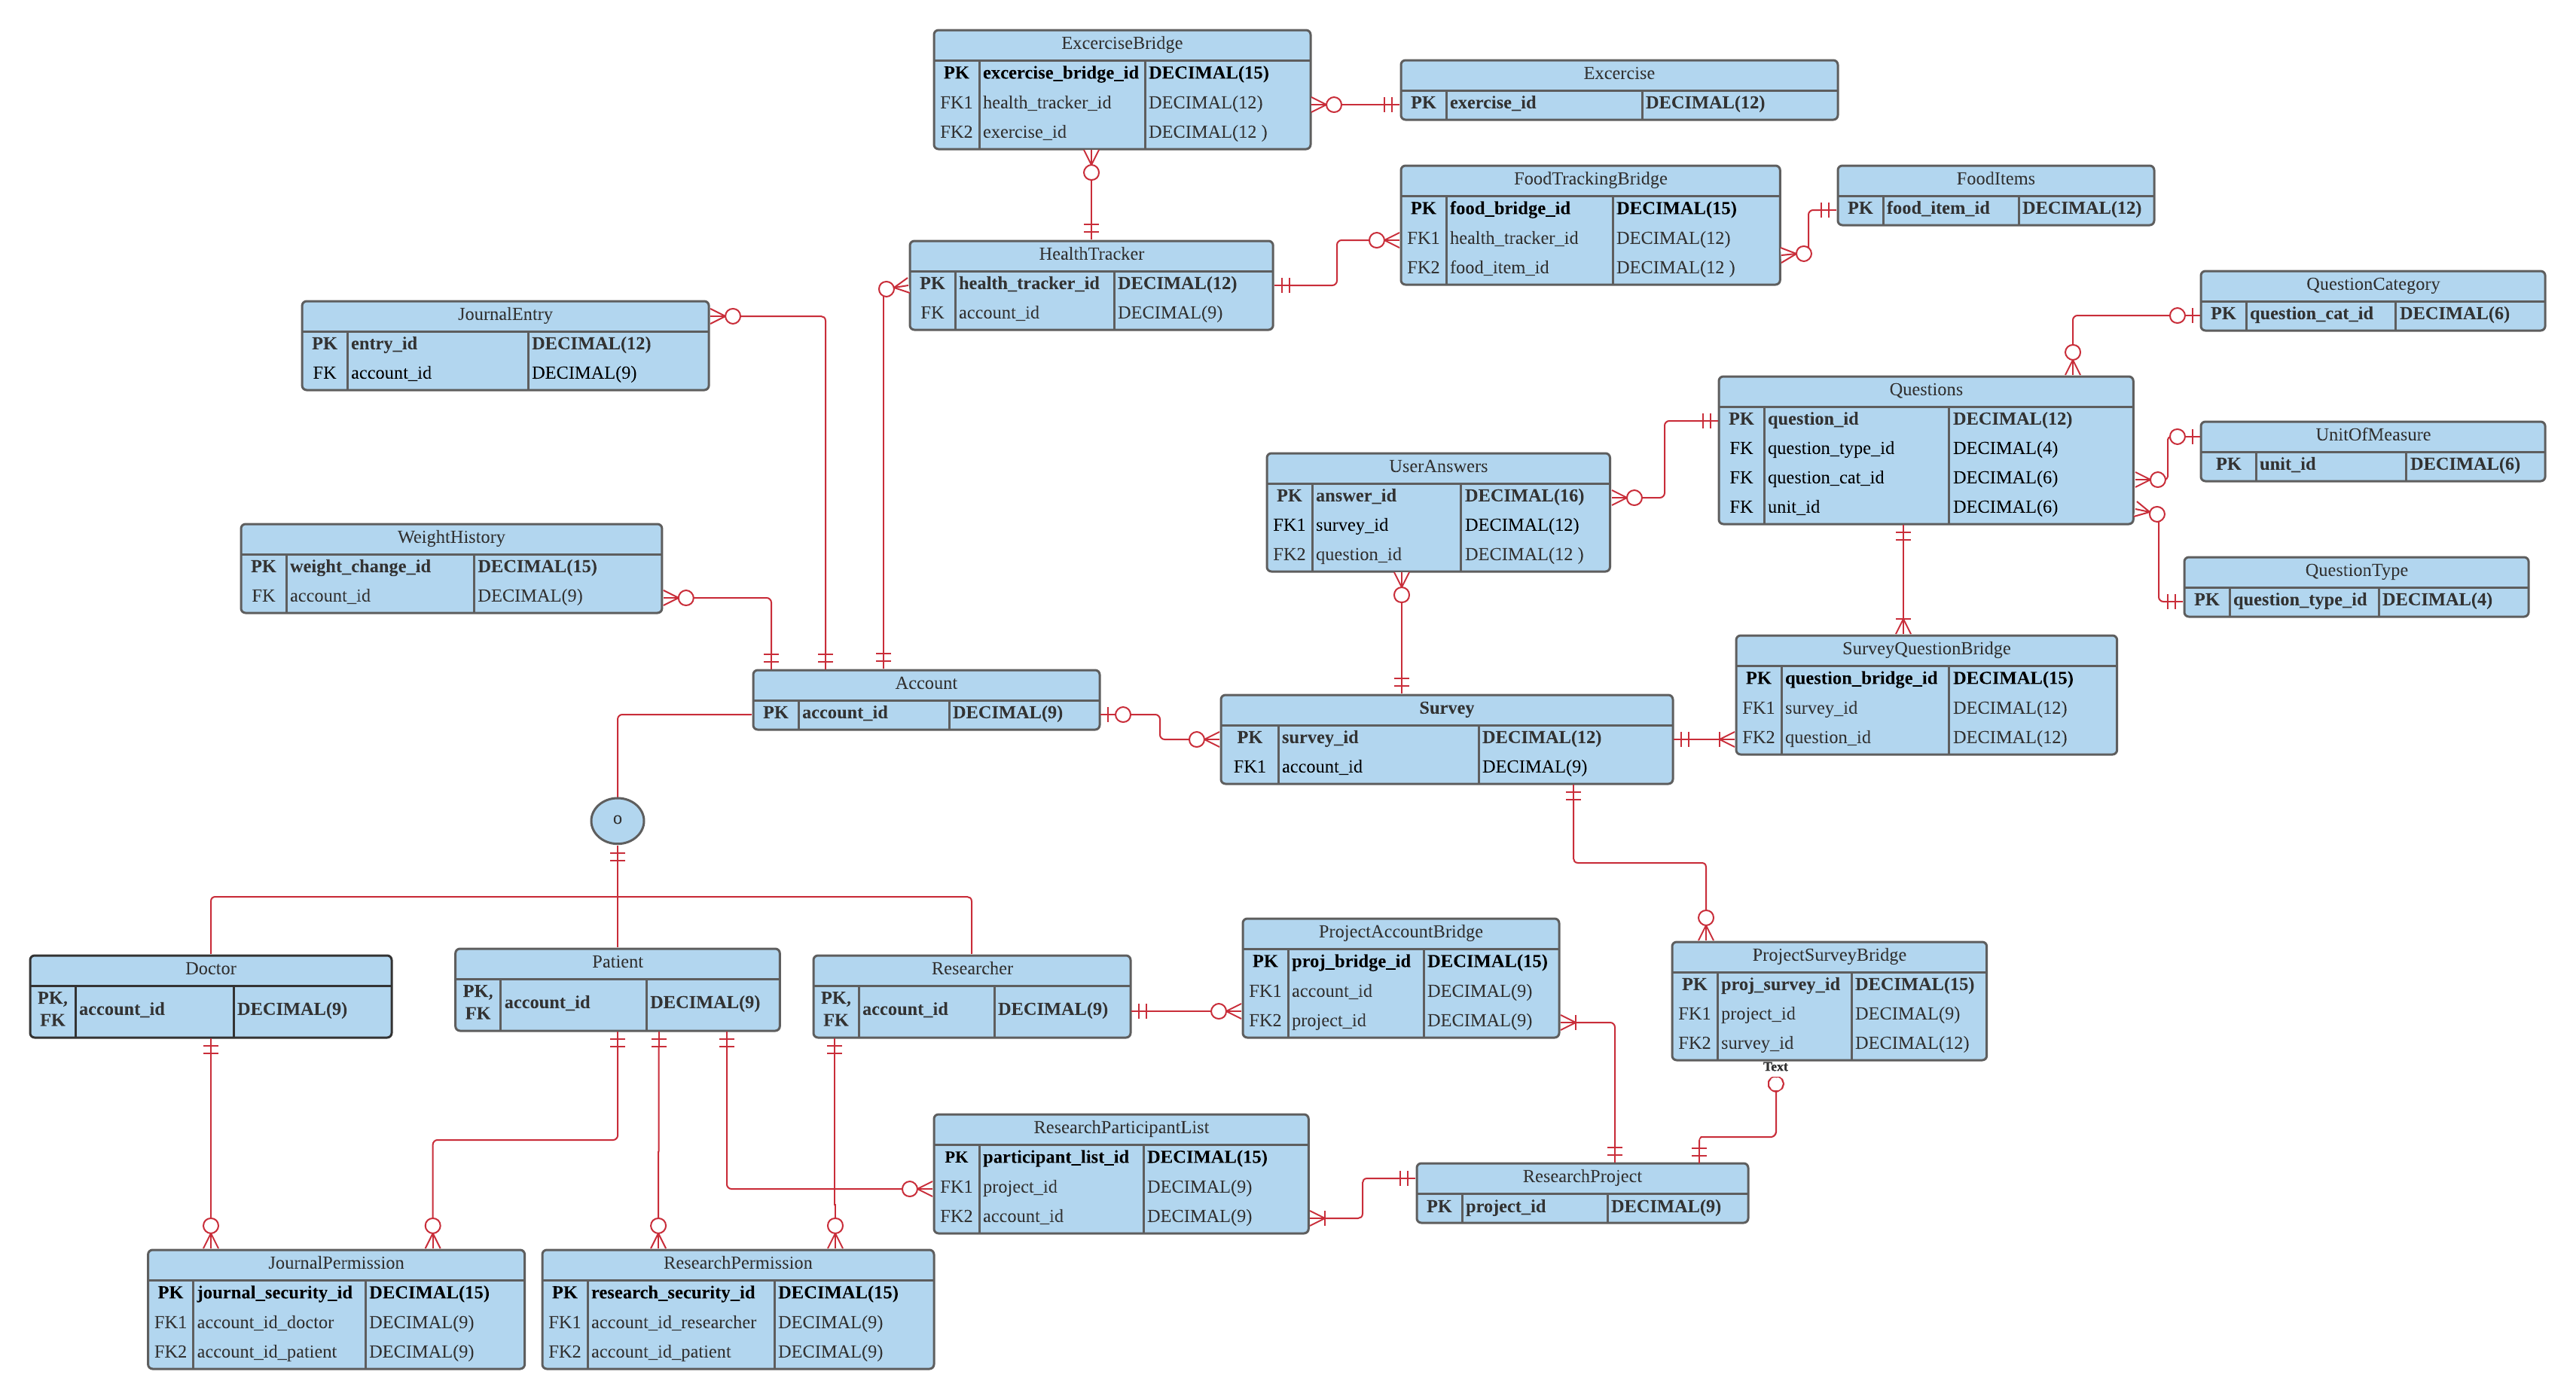 ExcerciseBridge
PK excercise_bridge_id DECIMAL(15)
FK1 health_tracker_id DECIMAL(12)
FK2 exercise_id DECIMAL(12 )
Excercise
PK exercise_id DECIMAL(12)
FoodTrackingBridge
PK food_bridge_id DECIMAL(15)
FK1 health_tracker_id DECIMAL(12)
FK2 food_item_id DECIMAL(12 )
FoodItems
PK food_item_id DECIMAL(12)
HealthTracker
PK health_tracker_id DECIMAL(12)
FK account_id DECIMAL(9)
QuestionCategory
PK question_cat_id DECIMAL(6)
JournalEntry
PK entry_id DECIMAL(12)
FK account_id DECIMAL(9)
Questions
PK question_id DECIMAL(12)
FK question_type_id DECIMAL(4)
FK question_cat_id DECIMAL(6)
FK unit_id DECIMAL(6)
UnitOfMeasure
PK unit_id DECIMAL(6)
UserAnswers
PK answer_id DECIMAL(16)
FK1 survey_id DECIMAL(12)
FK2 question_id DECIMAL(12 )
WeightHistory
PK weight_change_id DECIMAL(15)
FK account_id DECIMAL(9)
QuestionType
PK question_type_id DECIMAL(4)
SurveyQuestionBridge
PK question_bridge_id DECIMAL(15)
FK1 survey_id DECIMAL(12)
FK2 question_id DECIMAL(12)
Account
PK account_id DECIMAL(9)
Survey
PK survey_id DECIMAL(12)
FK1 account_id DECIMAL(9)
o
Doctor
PK, FK account_id DECIMAL(9)
Patient
PK, FK account_id DECIMAL(9)
Researcher
PK, FK account_id DECIMAL(9)
ProjectAccountBridge
PK proj_bridge_id DECIMAL(15)
FK1 account_id DECIMAL(9)
FK2 project_id DECIMAL(9)
ProjectSurveyBridge
PK proj_survey_id DECIMAL(15)
FK1 project_id DECIMAL(9)
FK2 survey_id DECIMAL(12)
Text
ResearchParticipantList
PK participant_list_id DECIMAL(15)
FK1 project_id DECIMAL(9)
FK2 account_id DECIMAL(9)
ResearchProject
PK project_id DECIMAL(9)
JournalPermission
PK journal_security_id DECIMAL(15)
FK1 account_id_doctor DECIMAL(9)
FK2 account_id_patient DECIMAL(9)
ResearchPermission
PK research_security_id DECIMAL(15)
FK1 account_id_researcher DECIMAL(9)
FK2 account_id_patient DECIMAL(9)